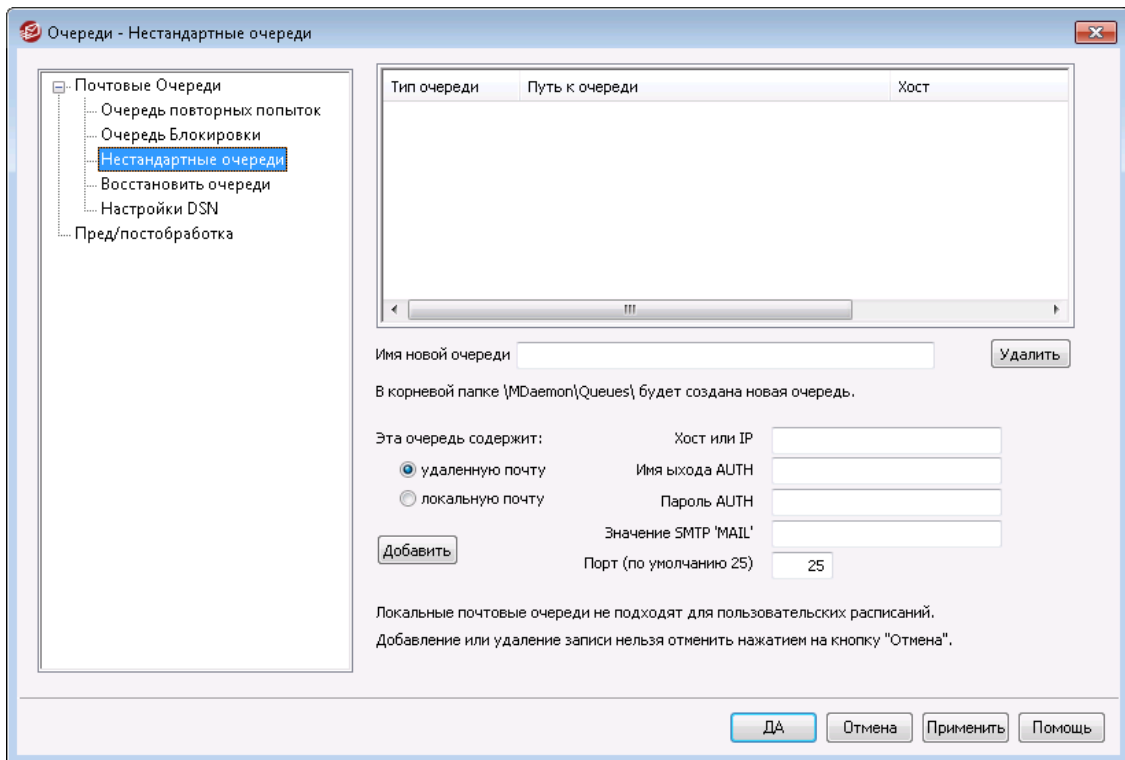 Очереди - Нестандартные очереди
Почтовые Очереди
Очередь повторных попыток
Очередь Блокировки
Нестандартные очереди
Восстановить очереди
Настройки DSN
Пред/постобработка
Тип очереди Путь к очереди Хост
Имя новой очереди Удалить
В корневой папке \MDaemon\Queues\ будет создана новая очередь.
Эта очередь содержит: Хост или IP
удаленную почту Имя ыхода AUTH
локальную почту Пароль AUTH
Значение SMTP 'MAIL'
Добавить
Порт (по умолчанию 25) 25
Локальные почтовые очереди не подходят для пользовательских расписаний.
Добавление или удаление записи нельзя отменить нажатием на кнопку "Отмена".
ДА Отмена Применить Помощь